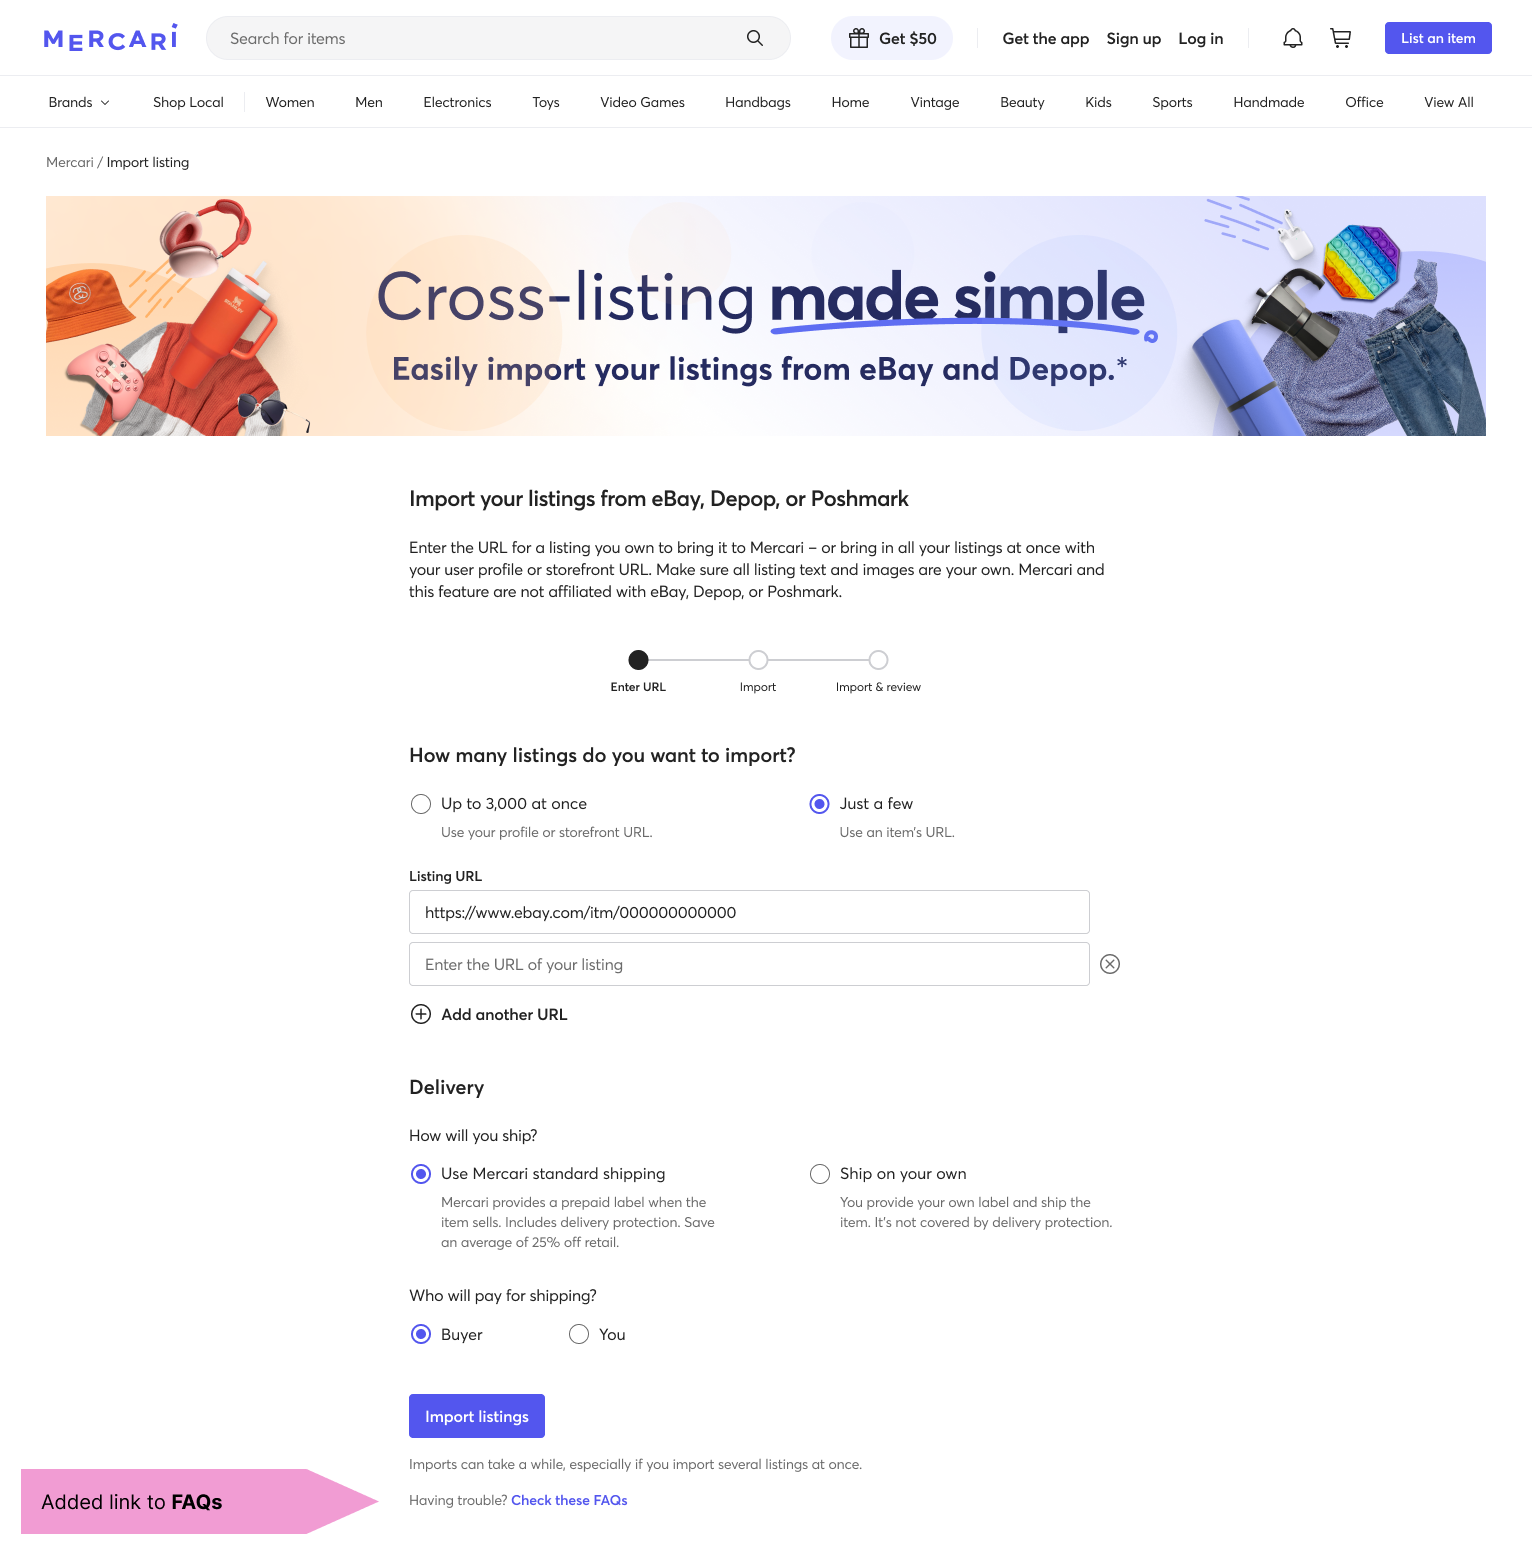 MERCARI
Search for items
Get $50
Get the app
Sign up
Log in
List an item
Brands
Shop Local
Women
Men
Electronics
Toys
Video Games
Handbags
Home
Vintage
Beauty
Kids
Sports
Handmade
Office
View All
Mercari / Import listing
Cross-listing made simple
Easily import your listings from eBay and Depop.*
Import your listings from eBay, Depop, or Poshmark
Enter the URL for a listing you own to bring it to Mercari – or bring in all your listings at once with
your user profile or storefront URL. Make sure all listing text and images are your own. Mercari and
this feature are not affiliated with eBay, Depop, or Poshmark.
Enter URL
Import
Import & review
How many listings do you want to import?
Up to 3,000 at once
Use your profile or storefront URL.
Just a few
Use an item's URL.
Listing URL
https://www.ebay.com/itm/000000000000
Enter the URL of your listing
Add another URL
Delivery
How will you ship?
Use Mercari standard shipping
Mercari provides a prepaid label when the
item sells. Includes delivery protection. Save
an average of 25% off retail.
Ship on your own
You provide your own label and ship the
item. It's not covered by delivery protection.
Who will pay for shipping?
Buyer
You
Import listings
Imports can take a while, especially if you import several listings at once.
Added link to FAQs
Having trouble? Check these FAQs